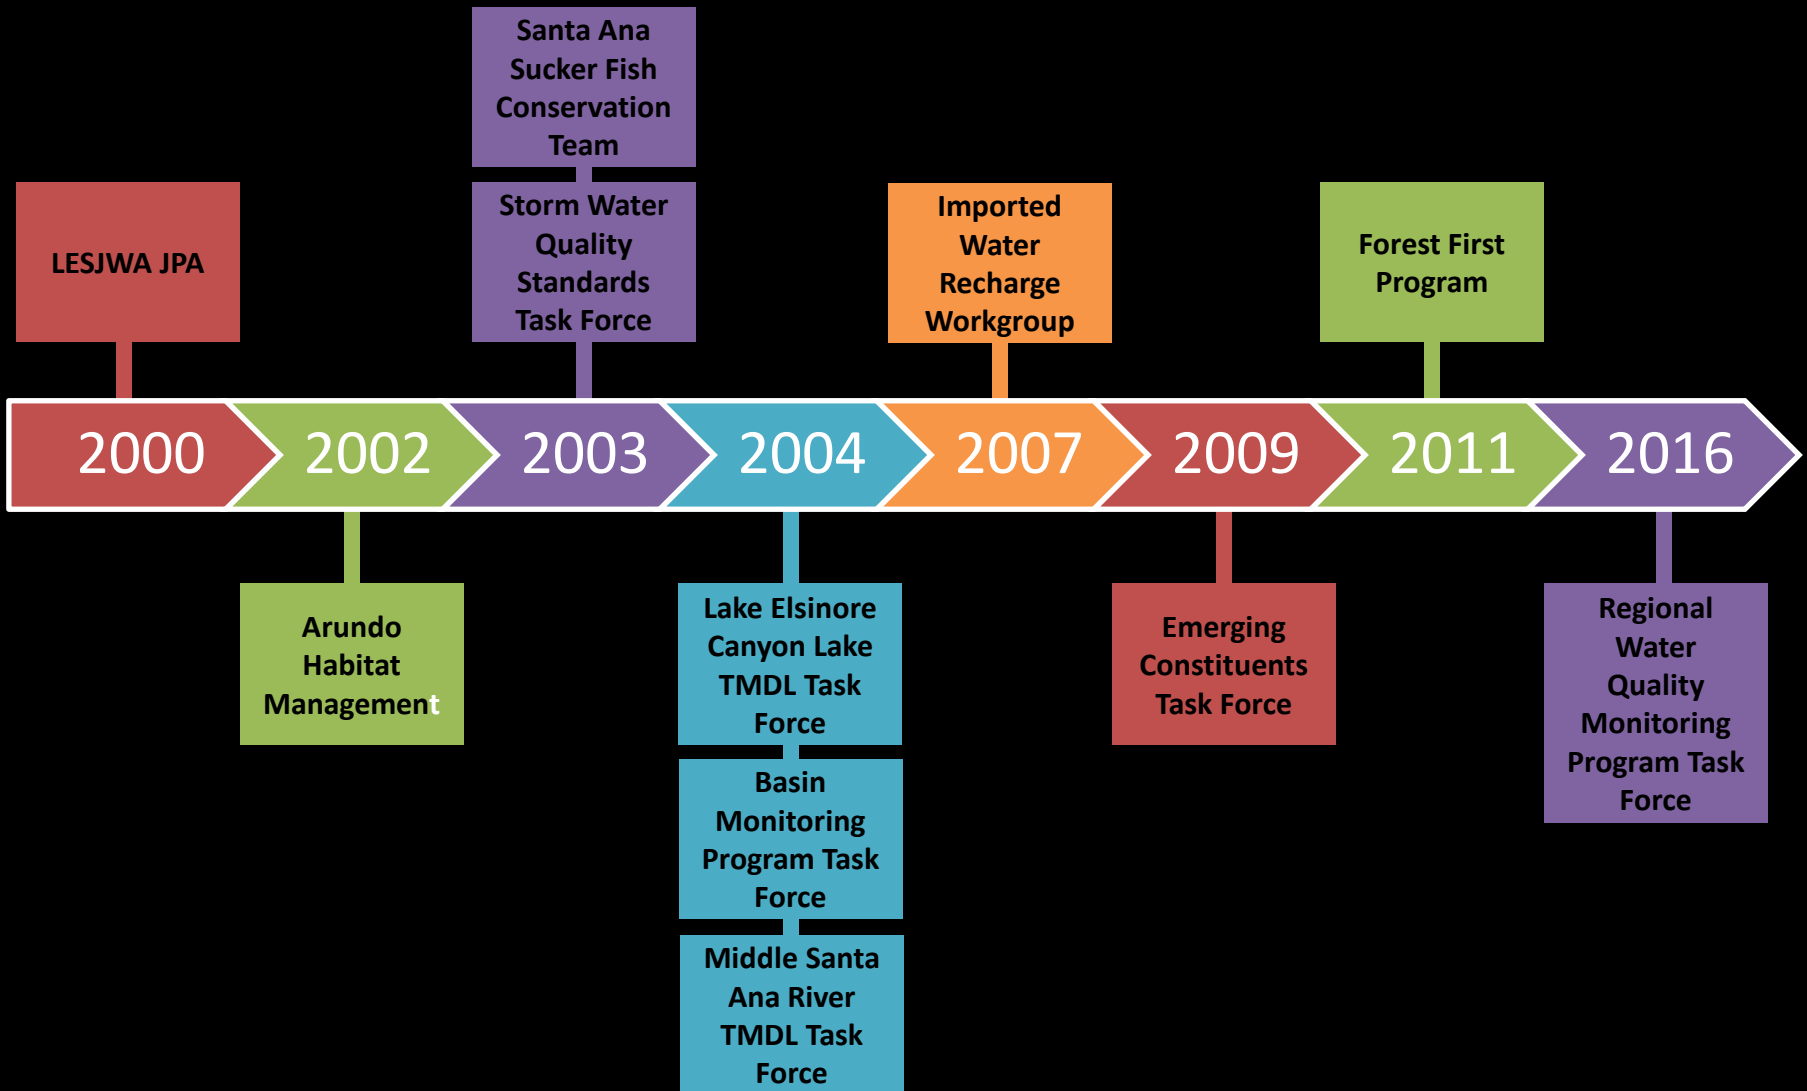 Santa Ana
Sucker Fish
Conservation
Team
LESJWA JPA
Storm Water
Quality
Standards
Task Force
Imported
Water
Recharge
Workgroup
Forest First
Program
2000
2002
2003
2004
2007
2009
2011
2016
Arundo
Habitat
Management
Lake Elsinore
Canyon Lake
TMDL Task
Force
Basin
Monitoring
Program Task
Force
Middle Santa
Ana River
TMDL Task
Force
Emerging
Constituents
Task Force
Regional
Water
Quality
Monitoring
Program Task
Force